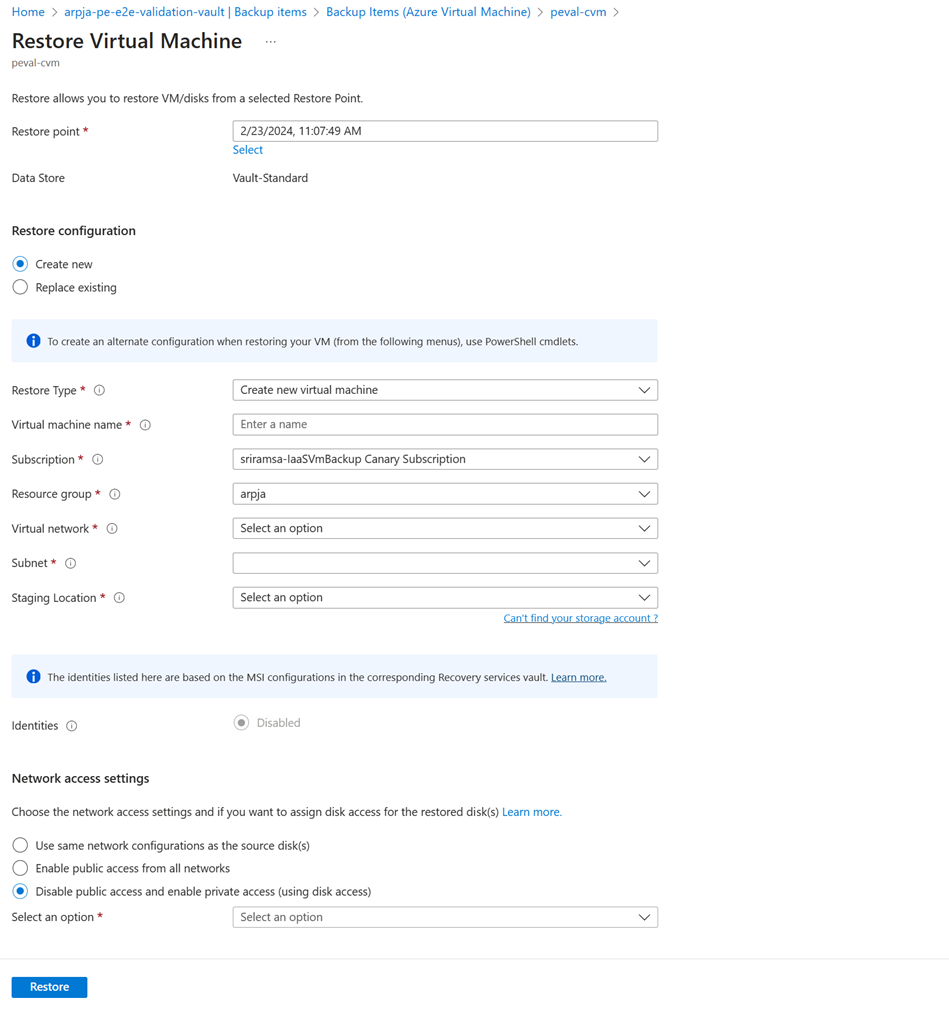 Home > arpja-pe-e2e-validation-vault | Backup items > Backup Items (Azure Virtual Machine) > peval-cvm >
Restore Virtual Machine ...
peval-cvm
Restore allows you to restore VM/disks from a selected Restore Point.
Restore point * 2/23/2024, 11:07:49 AM
Select
Data Store Vault-Standard
Restore configuration
Create new
Replace existing
To create an alternate configuration when restoring your VM (from the following menus), use PowerShell cmdlets.
Restore Type * Create new virtual machine
Virtual machine name * Enter a name
Subscription * sriramsa-IaaSVmBackup Canary Subscription
Resource group * arpja
Virtual network * Select an option
Subnet *
Staging Location * Select an option
Can't find your storage account ?
The identities listed here are based on the MSI configurations in the corresponding Recovery services vault. Learn more.
Identities Disabled
Network access settings
Choose the network access settings and if you want to assign disk access for the restored disk(s) Learn more.
Use same network configurations as the source disk(s)
Enable public access from all networks
Disable public access and enable private access (using disk access)
Select an option * Select an option
Restore